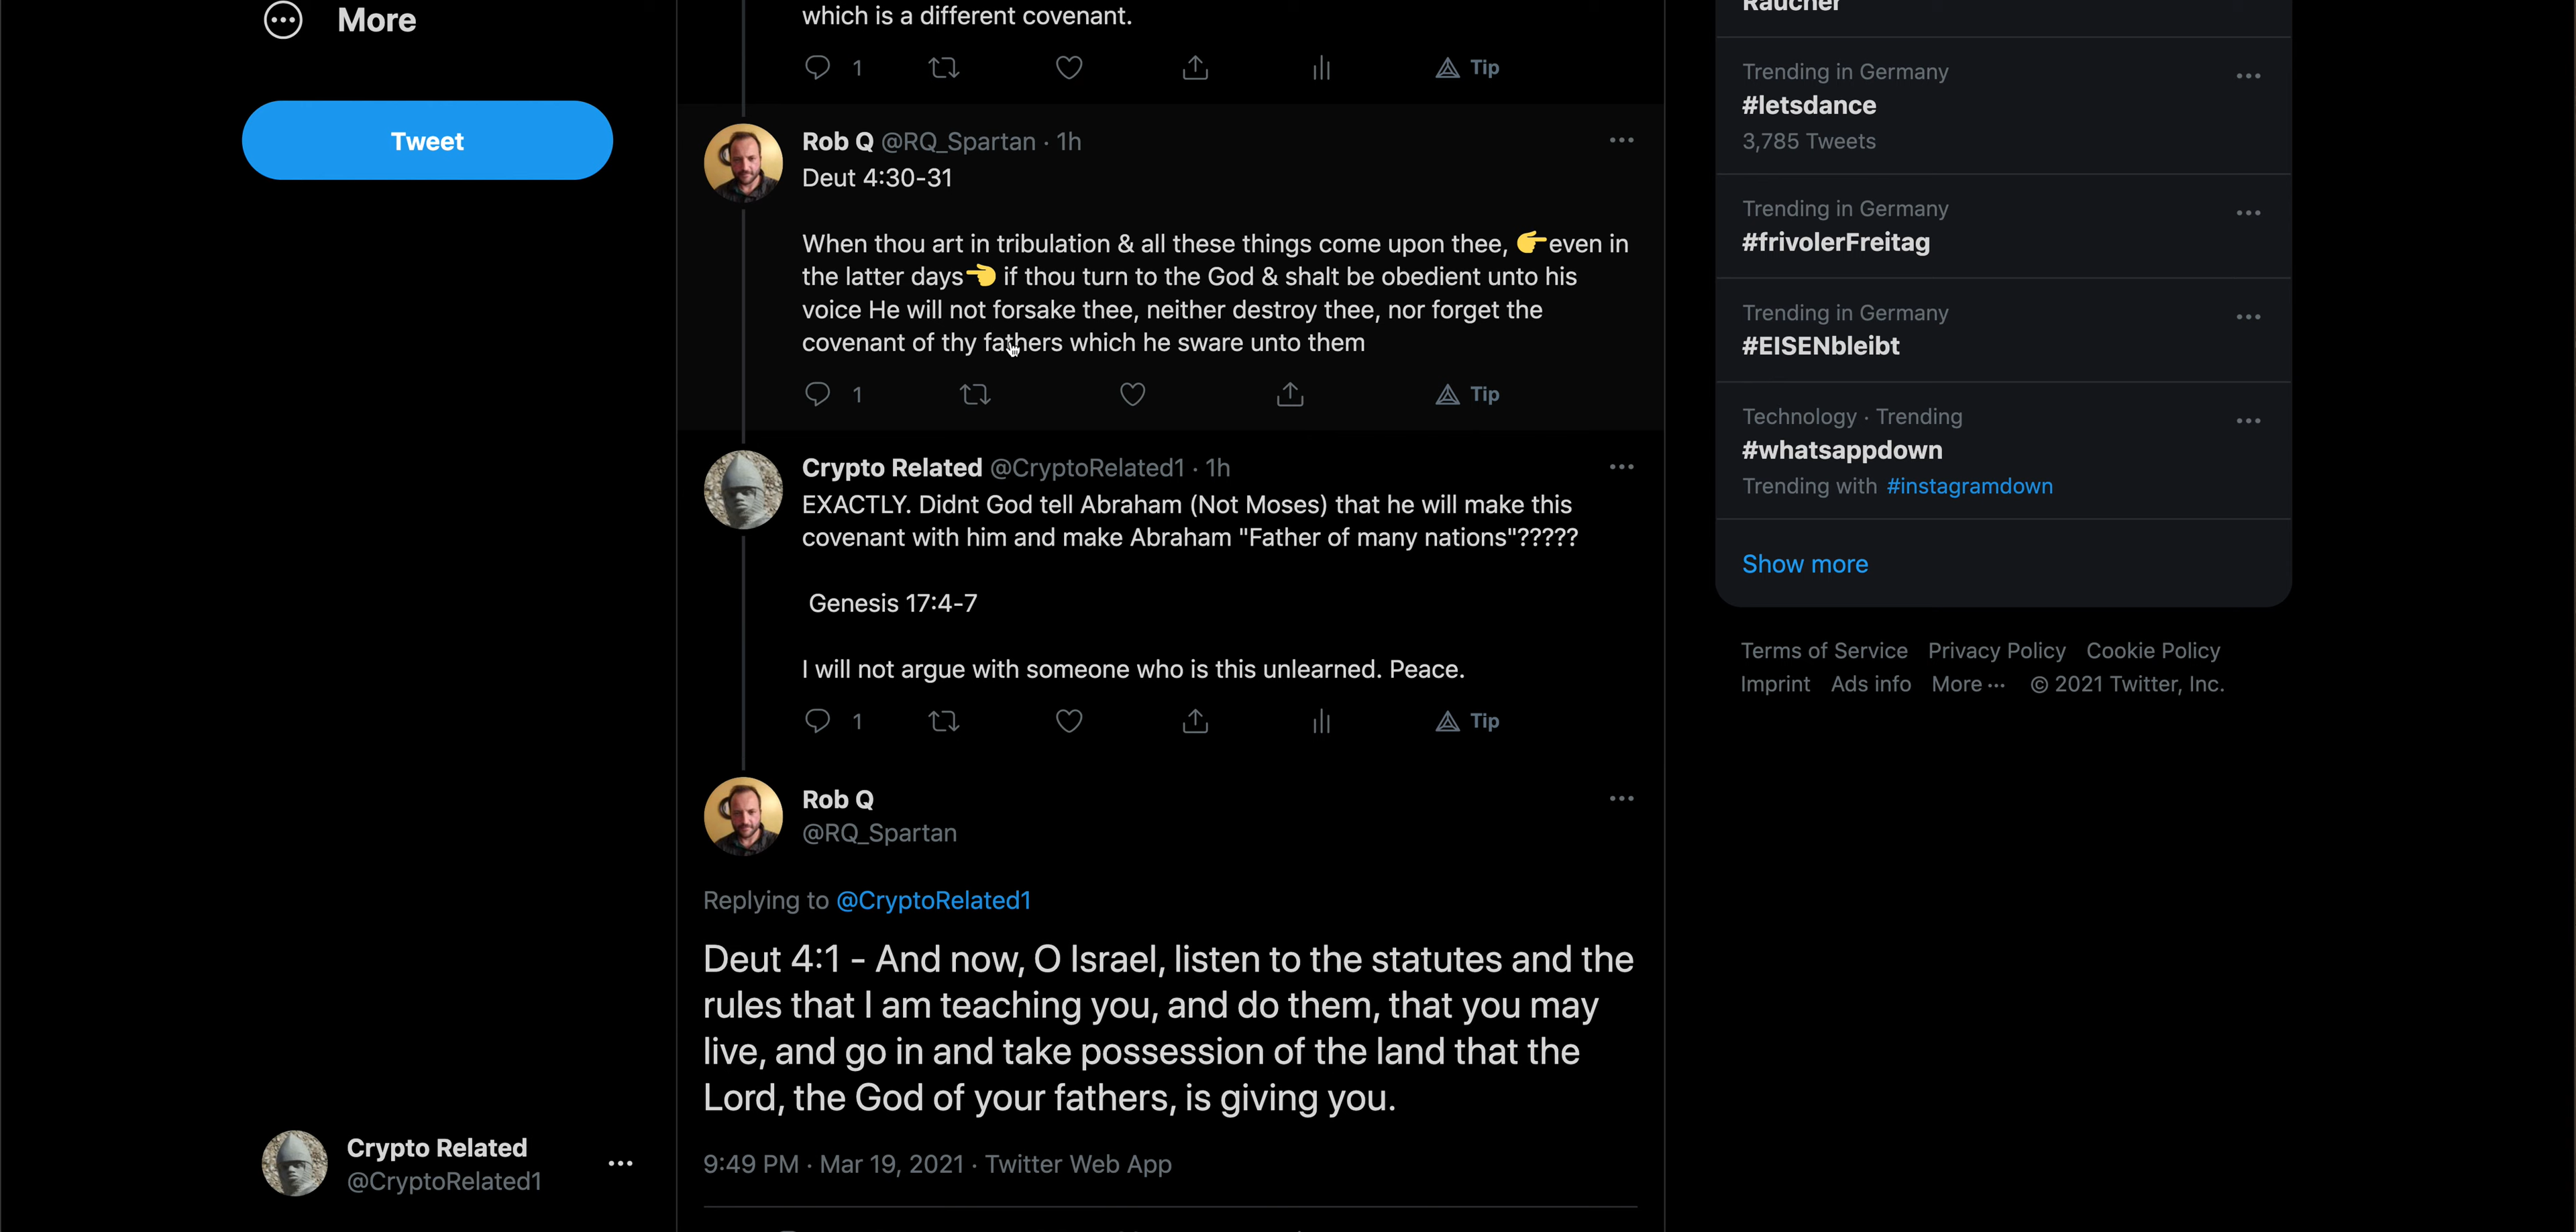 More
Tweet
which is a different covenant.
1
Tip
Rob Q @RQ_Spartan · 1h
Deut 4:30-31
When thou art in tribulation & all these things come upon thee, 👉even in
the latter days👈 if thou turn to the God & shalt be obedient unto his
voice He will not forsake thee, neither destroy thee, nor forget the
covenant of thy fathers which he sware unto them
1
Tip
Crypto Related @CryptoRelated1 · 1h
EXACTLY. Didnt God tell Abraham (Not Moses) that he will make this
covenant with him and make Abraham "Father of many nations"?????
Genesis 17:4-7
I will not argue with someone who is this unlearned. Peace.
1
Tip
Rob Q
@RQ_Spartan
Replying to @CryptoRelated1
Deut 4:1 - And now, O Israel, listen to the statutes and the
rules that I am teaching you, and do them, that you may
live, and go in and take possession of the land that the
Lord, the God of your fathers, is giving you.
9:49 PM · Mar 19, 2021 · Twitter Web App
Crypto Related
@CryptoRelated1
Raucher
Trending in Germany
#letsdance
3,785 Tweets
Trending in Germany
#frivolerFreitag
Trending in Germany
#EISENbleibt
Technology · Trending
#whatsappdown
Trending with #instagramdown
Show more
Terms of Service Privacy Policy Cookie Policy
Imprint Ads info More ··· © 2021 Twitter, Inc.